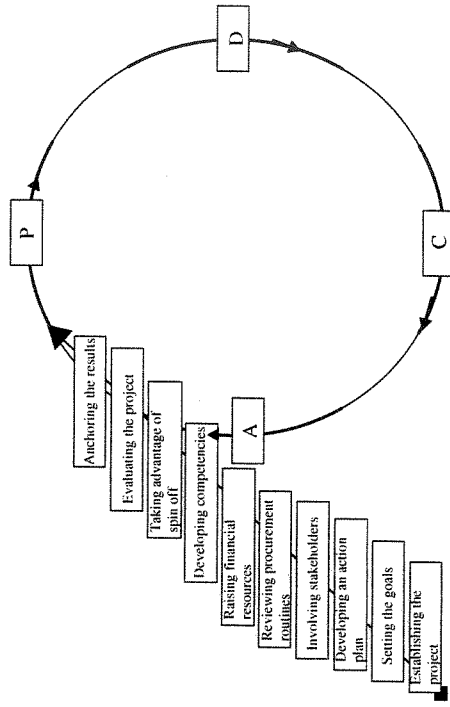 P
D
C
A
Anchoring the results
Evaluating the project
Taking advantage of
spin off
Developing competencies
Raising financial
resources
Reviewing procurement
routines
Involving stakeholders
Developing an action
plan
Setting the goals
Establishing the
project